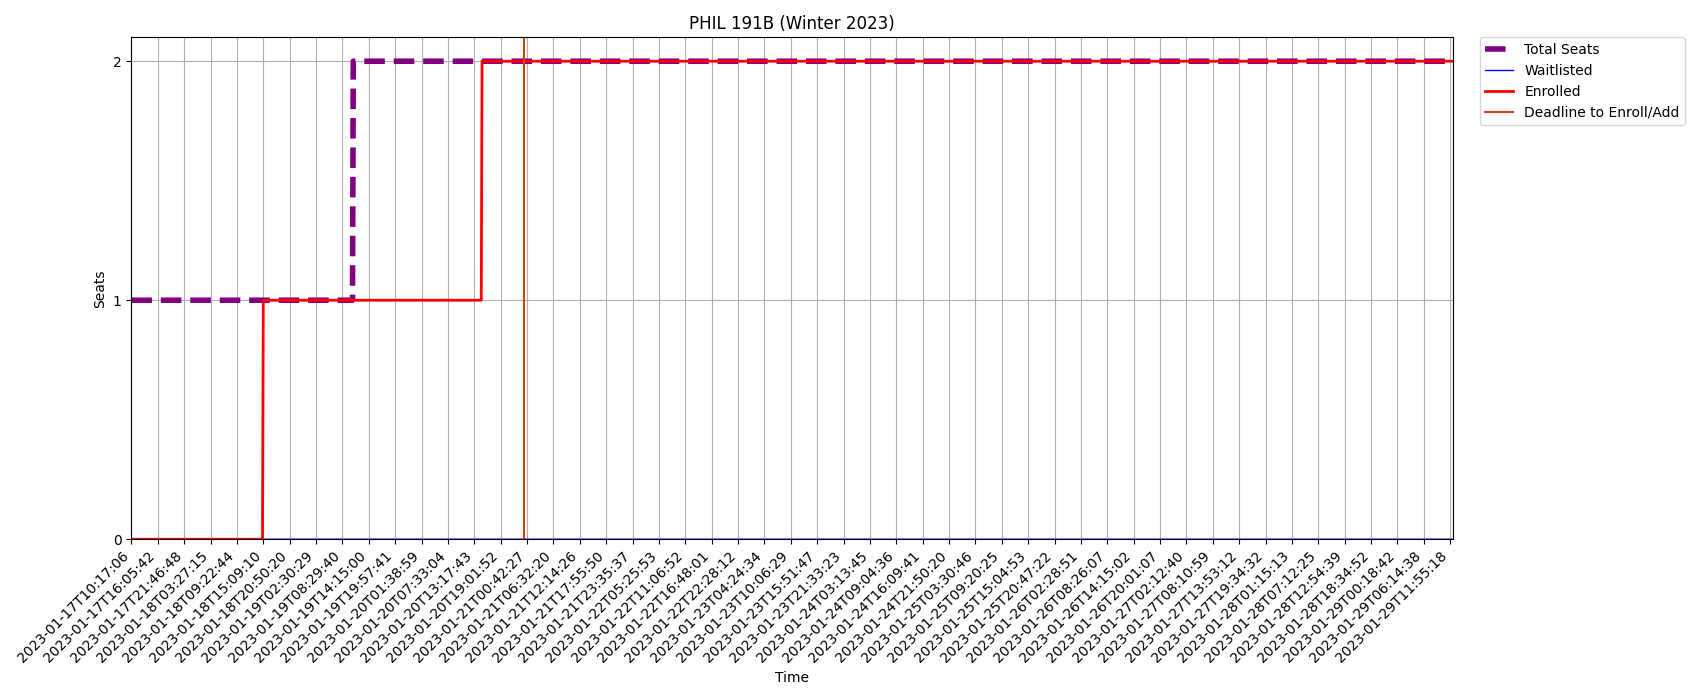 PHIL 191B (Winter 2023)
Total Seats
Waitlisted
Enrolled
Deadline to Enroll/Add
Seats
2
1
0
2023-01-17T10:17:06
2023-01-17T16:05:42
2023-01-17T21:46:48
2023-01-18T03:27:15
2023-01-18T09:22:44
2023-01-18T15:09:10
2023-01-18T20:50:20
2023-01-19T02:30:29
2023-01-19T08:29:40
2023-01-19T14:15:00
2023-01-19T19:57:41
2023-01-20T01:38:59
2023-01-20T07:33:04
2023-01-20T13:17:43
2023-01-20T19:01:52
2023-01-21T00:42:27
2023-01-21T06:32:20
2023-01-21T12:14:26
2023-01-21T17:55:50
2023-01-21T23:35:37
2023-01-22T05:25:53
2023-01-22T11:06:52
2023-01-22T16:48:01
2023-01-22T22:28:12
2023-01-23T04:24:34
2023-01-23T10:06:29
2023-01-23T15:51:47
2023-01-23T21:33:23
2023-01-24T03:13:45
2023-01-24T09:04:36
2023-01-24T16:09:41
2023-01-24T21:50:20
2023-01-25T03:30:46
2023-01-25T09:20:25
2023-01-25T15:04:53
2023-01-25T20:47:22
2023-01-26T02:28:51
2023-01-26T08:26:07
2023-01-26T14:15:02
2023-01-26T20:01:07
2023-01-27T02:12:40
2023-01-27T08:10:59
2023-01-27T13:53:12
2023-01-27T19:34:32
2023-01-28T01:15:13
2023-01-28T07:12:25
2023-01-28T12:54:39
2023-01-28T18:34:52
2023-01-29T00:18:42
2023-01-29T06:14:38
2023-01-29T11:55:18
Time